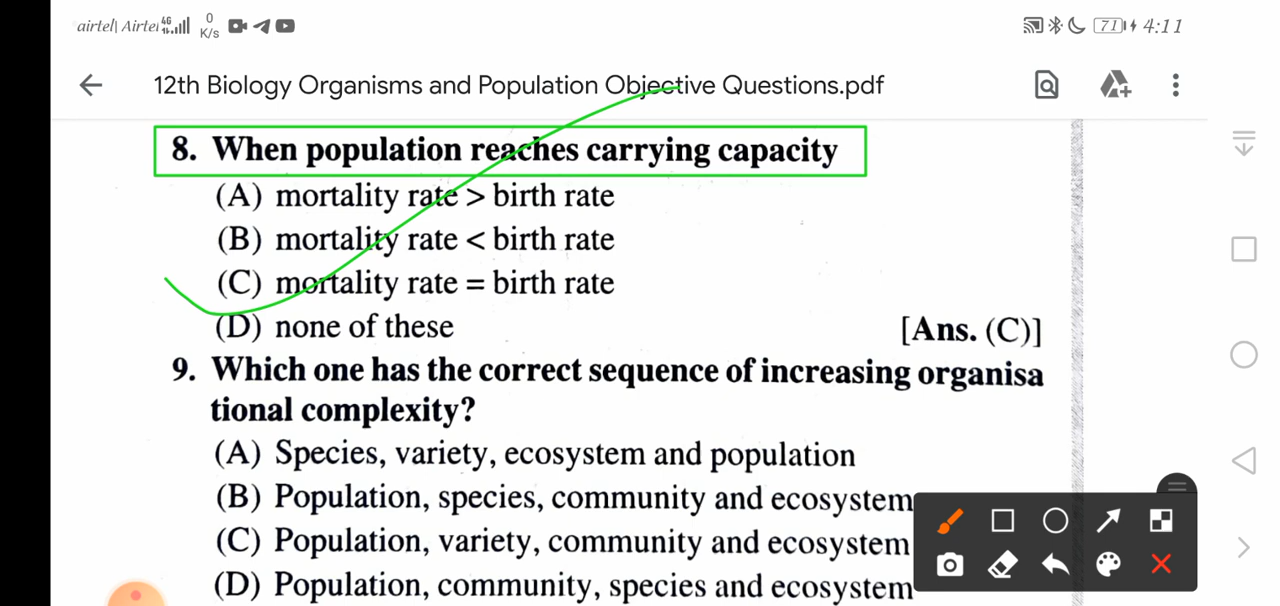 airtel| Airtel 4G 0 K/s 71 4:11
12th Biology Organisms and Population Objective Questions.pdf
8. When population reaches carrying capacity
(A) mortality rate > birth rate
(B) mortality rate < birth rate
(C) mortality rate = birth rate
(D) none of these [Ans. (C)]
9. Which one has the correct sequence of increasing organisa
tional complexity?
(A) Species, variety, ecosystem and population
(B) Population, species, community and ecosystem
(C) Population, variety, community and ecosystem
(D) Population, community, species and ecosystem